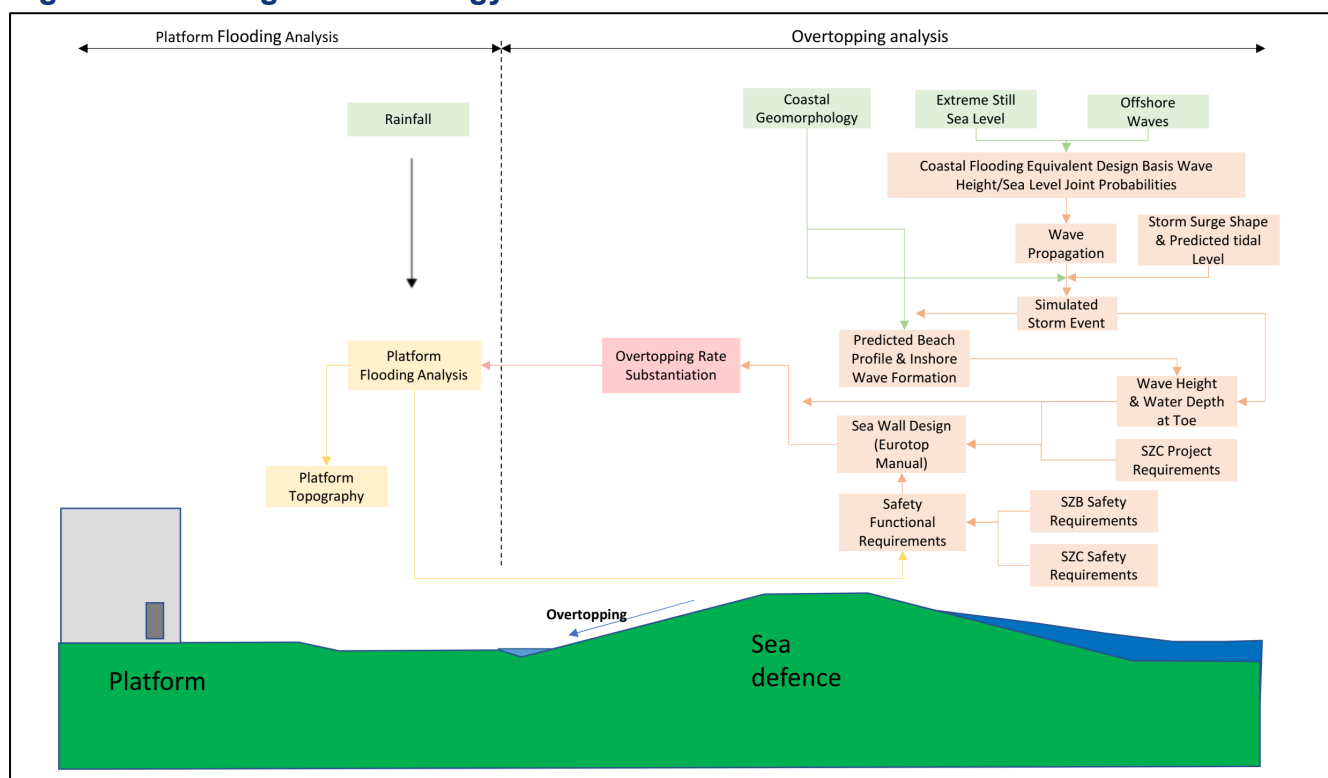 Platform Flooding Analysis
Overtopping analysis
Rainfall
Coastal
Geomorphology
Extreme Still
Sea Level
Offshore
Waves
Coastal Flooding Equivalent Design Basis Wave
Height/Sea Level Joint Probabilities
Wave
Propagation
Storm Surge Shape
& Predicted tidal
Level
Simulated
Storm Event
Predicted Beach
Profile & Inshore
Wave Formation
Platform
Flooding Analysis
Overtopping Rate
Substantiation
Wave Height
& Water Depth
at Toe
Sea Wall Design
(Eurotop
Manual)
SZC Project
Requirements
Platform
Topography
Safety
Functional
Requirements
SZB Safety
Requirements
SZC Safety
Requirements
Overtopping
Platform
Sea
defence